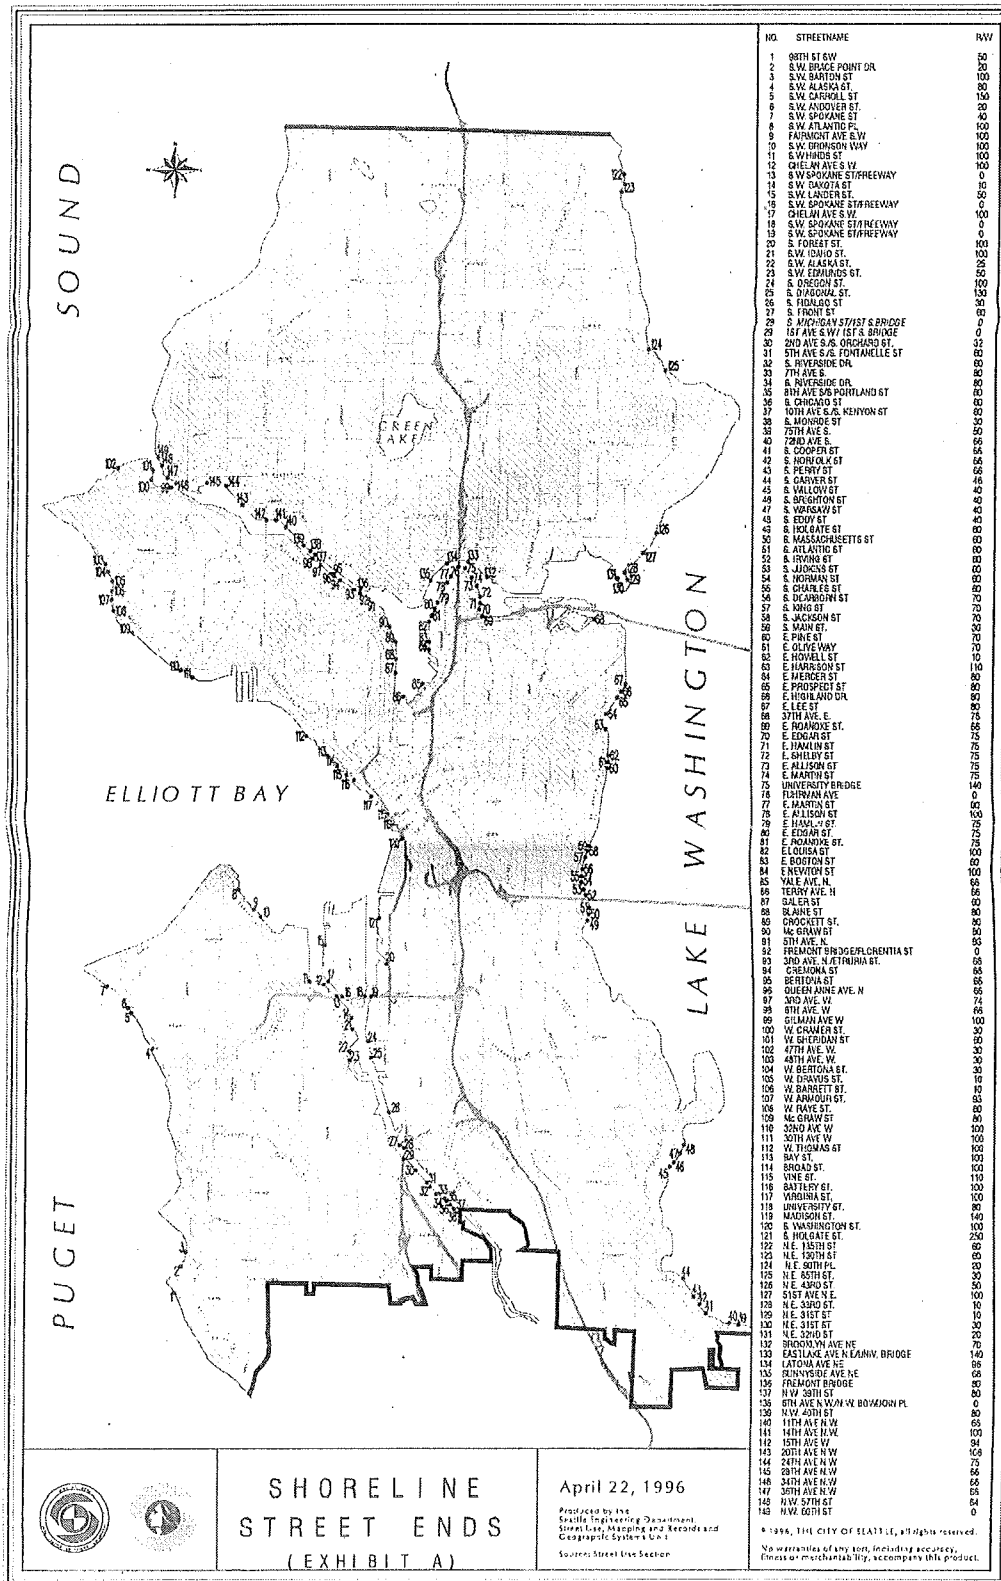 SOUND
GREEN
LAKE
ELLIOTT BAY
LAKE WASHINGTON
PUGET
NO. STREETNAME R/W
1 98TH ST SW 50
2 S.W. BRACE POINT DR. 20
3 S.W. BARTON ST 100
4 S.W. ALASKA ST. 80
5 S.W. CARROLL ST 150
6 S.W. ANDOVER ST. 20
7 S.W. SPOKANE ST 40
8 S.W. ATLANTIC PL. 100
9 FAIRMONT AVE S.W. 100
10 S.W. BRONSON WAY 100
11 S.W HINDS ST 100
12 CHELAN AVE S.W. 100
13 S W SPOKANE ST/FREEWAY 0
14 S.W. DAKOTA ST 10
15 S.W. LANDER ST. 50
16 S.W. SPOKANE ST/FREEWAY 0
17 CHELAN AVE S.W. 100
18 S.W. SPOKANE ST/FREEWAY 0
19 S.W. SPOKANE ST/FREEWAY 0
20 S. FOREST ST. 100
21 S.W. IDAHO ST. 100
22 S.W. ALASKA ST. 25
23 S.W. EDMUNDS ST. 50
24 S. OREGON ST. 100
25 S. DIAGONAL ST. 130
26 S. FIDALGO ST 30
27 S. FRONT ST 60
28 S. MICHIGAN ST/1ST S.BRIDGE 0
29 1ST AVE S.W/ 1ST S. BRIDGE 0
30 2ND AVE S./S. ORCHARD ST. 32
31 5TH AVE S./S. FONTANELLE ST 60
32 S. RIVERSIDE DR. 60
33 7TH AVE S. 80
34 S. RIVERSIDE DR. 60
35 8TH AVE S/S PORTLAND ST 60
36 S. CHICAGO ST 60
37 10TH AVE S./S. KENYON ST 60
38 S. MONROE ST 30
39 75TH AVE S. 50
40 72ND AVE S. 66
41 S. COOPER ST 66
42 S. NORFOLK ST 66
43 S. PERRY ST 66
44 S. CARVER ST 46
45 S. WILLOW ST 40
46 S. BRIGHTON ST 40
47 S. WARSAW ST 40
48 S. EDDY ST 40
49 S. HOLGATE ST 60
50 S. MASSACHUSETTS ST 60
51 S. ATLANTIC ST 60
52 S. IRVING ST 60
53 S. JUDKINS ST 60
54 S. NORMAN ST 60
55 S. CHARLES ST 60
56 S. DEARBORN ST 70
57 S. KING ST 70
58 S. JACKSON ST 70
59 S. MAIN ST. 30
60 E. PINE ST 70
61 E. OLIVE WAY 70
62 E. HOWELL ST 10
63 E. HARRISON ST 110
64 E. MERCER ST 80
65 E. PROSPECT ST 80
66 E. HIGHLAND DR. 80
67 E. LEE ST 80
68 37TH AVE. E. 76
69 E. ROANOKE ST. 66
70 E. EDGAR ST 75
71 E. HAMLIN ST 75
72 E. SHELBY ST 75
73 E. ALLISON ST 75
74 E. MARTIN ST 75
75 UNIVERSITY BRIDGE 140
76 FUHRMAN AVE 0
77 E. MARTIN ST
78 E. ALLISON ST 100
79 E. HAMLIN ST. 75
80 E. EDGAR ST. 75
81 E. ROANOKE ST. 75
82 E LOUISA ST 100
83 E BOSTON ST 60
84 E NEWTON ST 100
85 YALE AVE. N. 66
86 TERRY AVE. N 66
87 GALER ST 60
88 BLAINE ST 80
89 CROCKETT ST. 80
90 Mc GRAW ST 80
91 5TH AVE. N. 93
92 FREMONT BRIDGE/FLORENTIA ST 0
93 3RD AVE. N./ETRURIA ST. 66
94 CREMONA ST 66
95 BERTONA ST 66
96 QUEEN ANNE AVE. N 66
97 3RD AVE. W. 74
98 8TH AVE. W 66
99 GILMAN AVE W 100
100 W. CRAMER ST. 30
101 W. SHERIDAN ST 60
102 47TH AVE. W. 30
103 48TH AVE. W. 30
104 W. BERTONA ST. 30
105 W. DRAVUS ST. 10
106 W. BARRETT ST. 10
107 W. ARMOUR ST. 93
108 W. RAYE ST. 60
109 Mc GRAW ST 80
110 32ND AVE W 100
111 30TH AVE W 100
112 W. THOMAS ST 100
113 BAY ST. 100
114 BROAD ST. 100
115 VINE ST. 110
116 BATTERY ST. 100
117 VIRGINIA ST. 100
118 UNIVERSITY ST. 80
119 MADISON ST. 140
120 S. WASHINGTON ST. 100
121 S. HOLGATE ST. 250
122 N.E. 135TH ST 60
123 N.E. 130TH ST 60
124 N.E. 90TH PL. 20
125 N.E. 65TH ST. 30
126 N.E. 43RD ST. 50
127 51ST AVE N.E. 100
128 N.E. 33RD ST. 10
129 N.E. 31ST ST 10
130 N.E. 31ST ST 30
131 N.E. 32ND ST 20
132 BROOKLYN AVE NE 70
133 EASTLAKE AVE N.E/UNIV. BRIDGE 140
134 LATONA AVE NE 96
135 SUNNYSIDE AVE NE 68
136 FREMONT BRIDGE 80
137 N W 39TH ST 80
138 6TH AVE N.W/N.W. BOWDOIN PL 0
139 N.W. 40TH ST 80
140 11TH AVE N.W. 65
141 14TH AVE N.W. 100
142 15TH AVE W 94
143 20TH AVE N W 106
144 24TH AVE N W 75
145 28TH AVE N.W 66
146 34TH AVE N.W 66
147 36TH AVE N.W 66
148 N.W. 57TH ST 64
149 N.W. 60TH ST 0
SHORELINE
STREET ENDS
(EXHIBIT A)
April 22, 1996
Produced by the
Seattle Engineering Department,
Street Use, Mapping and Records and
Geographic Systems Unit
Source: Street Use Section
© 1996, THE CITY OF SEATTLE, all rights reserved.
No warranties of any sort, including accuracy,
fitness or merchantability, accompany this product.